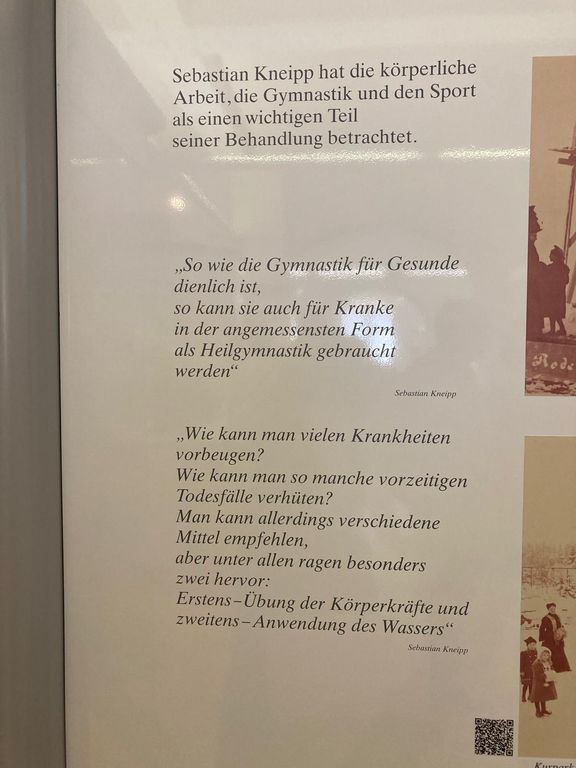 Sebastian Kneipp hat die körperliche
Arbeit, die Gymnastik und den Sport
als einen wichtigen Teil
seiner Behandlung betrachtet.
„So wie die Gymnastik für Gesunde
dienlich ist,
so kann sie auch für Kranke
in der angemessensten Form
als Heilgymnastik gebraucht
werden“
Sebastian Kneipp
„Wie kann man vielen Krankheiten
vorbeugen?
Wie kann man so manche vorzeitigen
Todesfälle verhüten?
Man kann allerdings verschiedene
Mittel empfehlen,
aber unter allen ragen besonders
zwei hervor:
Erstens – Übung der Körperkräfte und
zweitens – Anwendung des Wassers“
Sebastian Kneipp